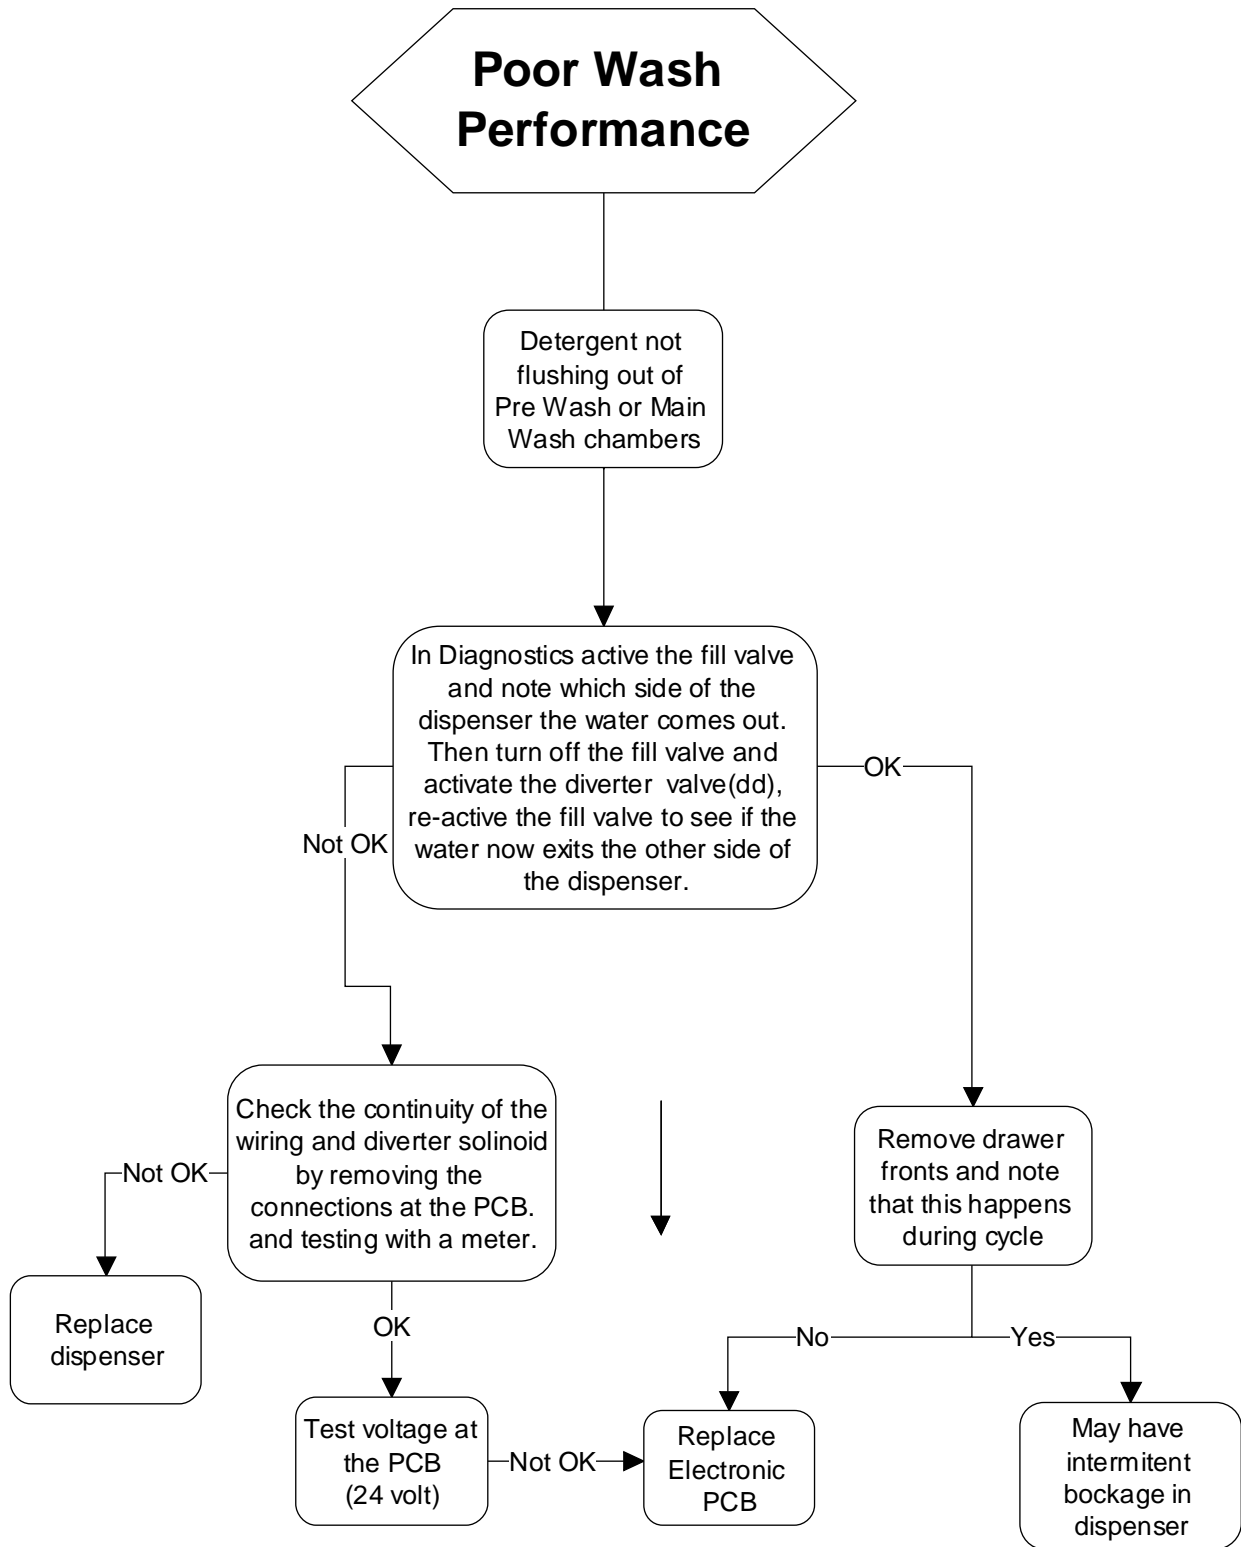 Poor Wash
Performance
Detergent not
flushing out of
Pre Wash or Main
Wash chambers
In Diagnostics active the fill valve
and note which side of the
dispenser the water comes out.
Then turn off the fill valve and
activate the diverter valve(dd),
re-active the fill valve to see if the
water now exits the other side of
the dispenser.
OK
Not OK
Check the continuity of the
wiring and diverter solinoid
by removing the
connections at the PCB.
and testing with a meter.
Not OK
Remove drawer
fronts and note
that this happens
during cycle
Replace
dispenser
OK
No
Yes
Test voltage at
the PCB
(24 volt)
Not OK
Replace
Electronic
PCB
May have
intermitent
bockage in
dispenser